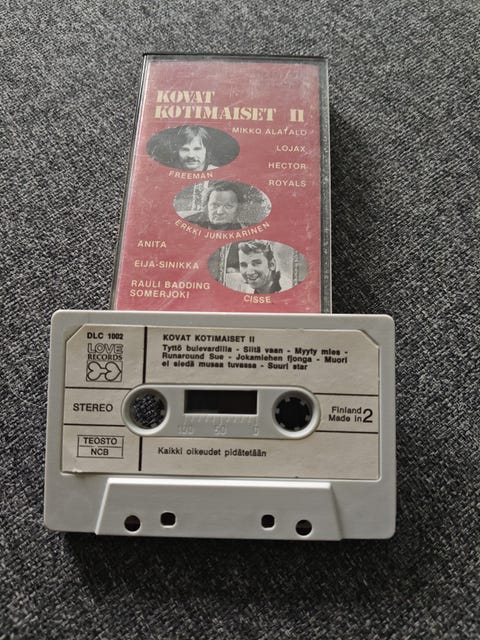 KOVAT
KOTIMAISET II
MIKKO ALATALO
LOJAX
HECTOR
ROYALS
FREEMAN
ERKKI JUNKKARINEN
ANITA
EIJA-SINIKKA
RAULI BADDING
SOMERJOKI
CISSE
DLC 1002
LOVE
RECORDS
KOVAT KOTIMAISET II
Tyttö bulevardilla - Siitä vaan - Myyty mies -
Runaround Sue - Jokamiehen fjonga - Muori
ei siedä musaa tuvassa - Suuri star
STEREO
100 50 0
Finland
Made in 2
TEOSTO
NCB
Kaikki oikeudet pidätetään